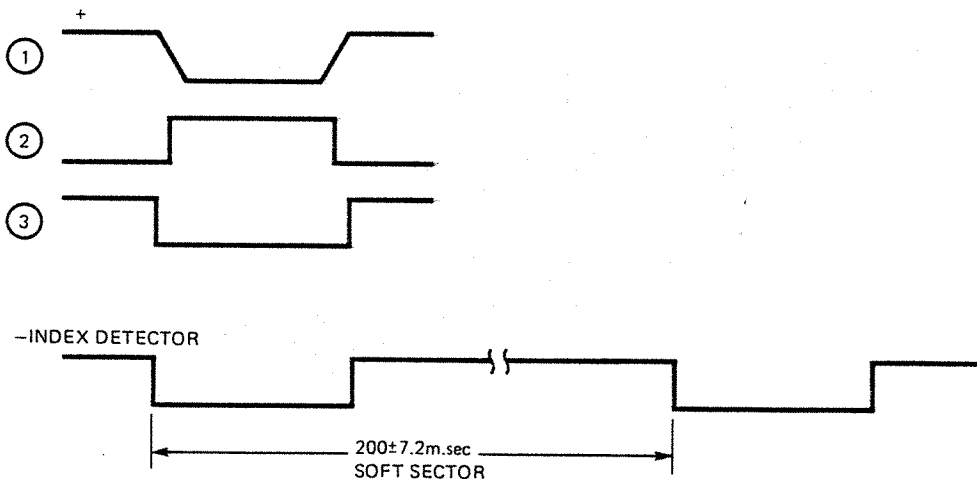 +
1
2
3
–INDEX DETECTOR
200±7.2m.sec
SOFT SECTOR